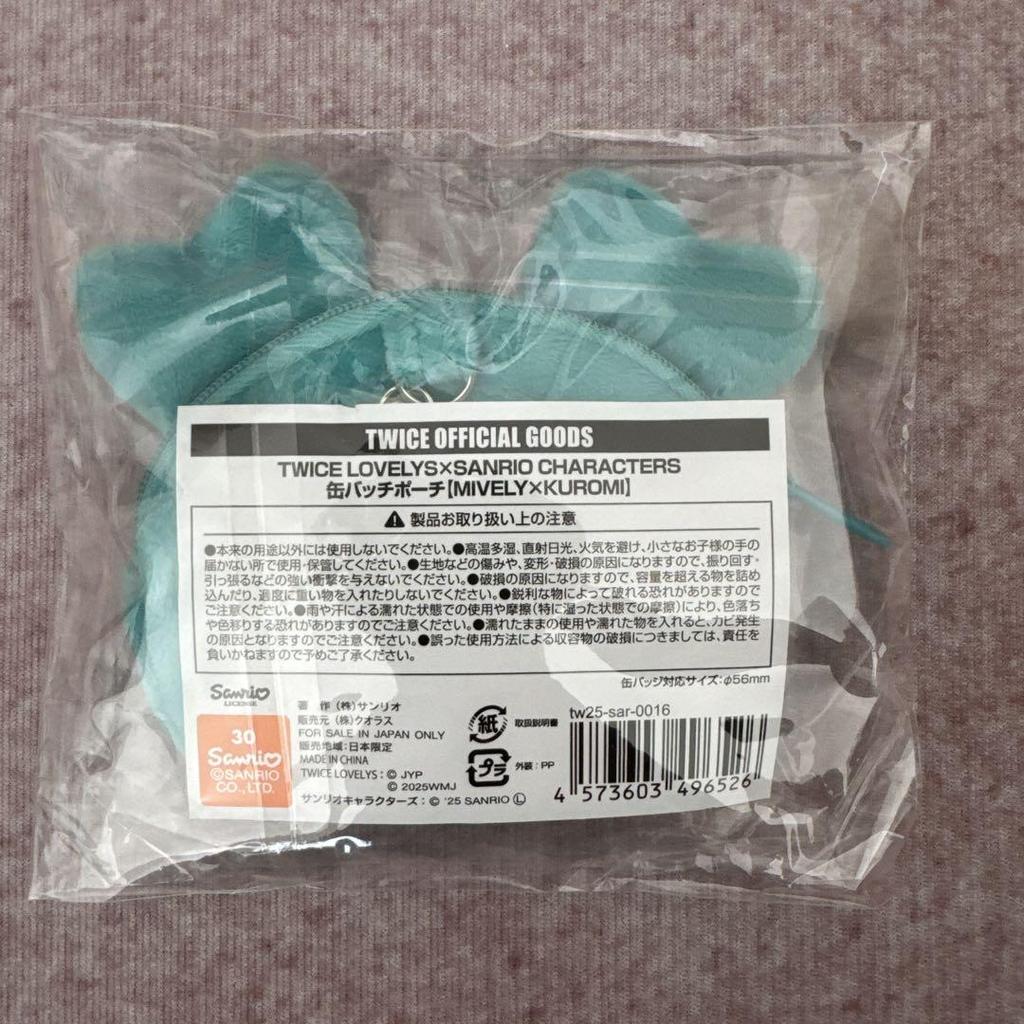 TWICE OFFICIAL GOODS
TWICE LOVELYS×SANRIO CHARACTERS
缶バッチポーチ【MIVELY×KUROMI】
⚠ 製品お取り扱い上の注意
●本来の用途以外には使用しないでください。●高温多湿、直射日光、火気を避け、小さなお子様の手の
届かない所で使用・保管してください。●生地などの傷みや、変形・破損の原因になりますので、振り回す・
引っ張るなどの強い衝撃を与えないでください。●破損の原因になりますので、容量を超える物を詰め
込んだり、過度に重い物を入れたりしないでください。●鋭利な物によって破れる恐れがありますので
ご注意ください。●雨や汗による濡れた状態での使用や摩擦(特に湿った状態での摩擦)により、色落ち
や色移りする恐れがありますのでご注意ください。●濡れたままの使用や濡れた物を入れると、カビ発生
の原因となりますのでご注意ください。●誤った使用方法による収容物の破損につきましては、責任を
負いかねますので予めご了承ください。
缶バッジ対応サイズ:φ56mm
Sanrio
LICENSE
30
Sanrio
©SANRIO
CO.,LTD.
著 作 (株)サンリオ
販売元 (株)クオラス
FOR SALE IN JAPAN ONLY
販売地域:日本限定
MADE IN CHINA
TWICE LOVELYS:© JYP
© 2025WMJ
サンリオキャラクターズ:© '25 SANRIO Ⓛ
紙 取扱説明書
プラ 外装:PP
tw25-sar-0016
4 573603 496526